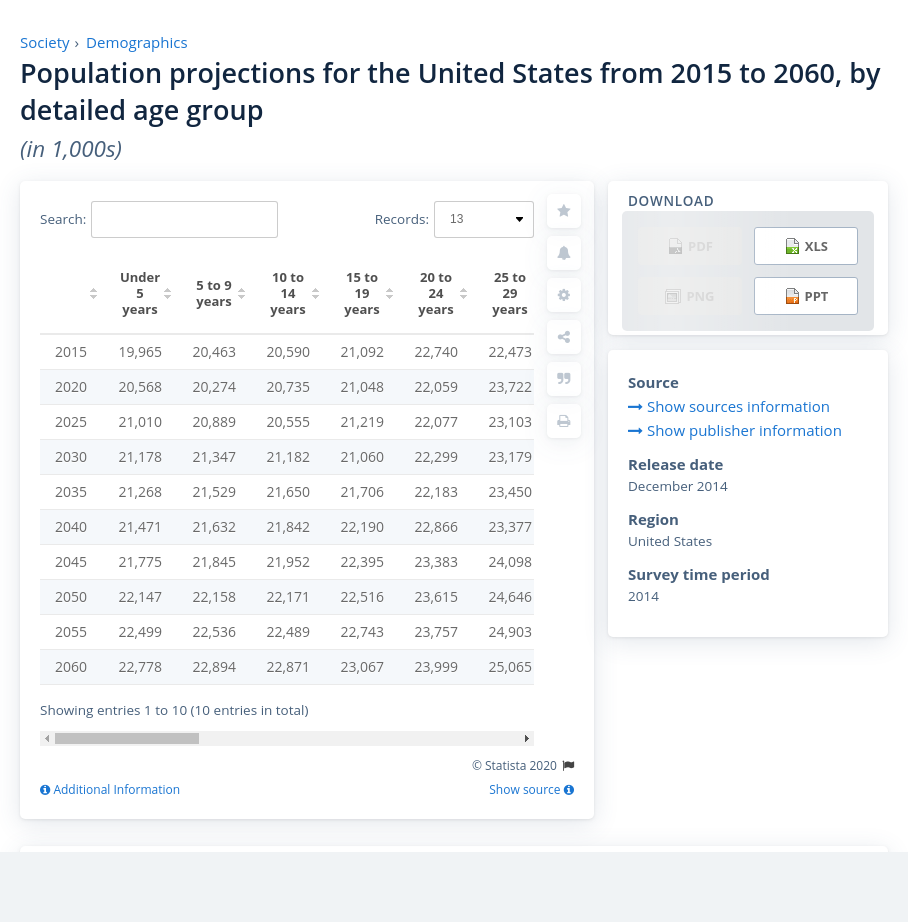 Society › Demographics
Population projections for the United States from 2015 to 2060, by
detailed age group
(in 1,000s)
Search:
Records: 13
Under 5 years 5 to 9 years 10 to 14 years 15 to 19 years 20 to 24 years 25 to 29 years
2015 19,965 20,463 20,590 21,092 22,740 22,473
2020 20,568 20,274 20,735 21,048 22,059 23,722
2025 21,010 20,889 20,555 21,219 22,077 23,103
2030 21,178 21,347 21,182 21,060 22,299 23,179
2035 21,268 21,529 21,650 21,706 22,183 23,450
2040 21,471 21,632 21,842 22,190 22,866 23,377
2045 21,775 21,845 21,952 22,395 23,383 24,098
2050 22,147 22,158 22,171 22,516 23,615 24,646
2055 22,499 22,536 22,489 22,743 23,757 24,903
2060 22,778 22,894 22,871 23,067 23,999 25,065
Showing entries 1 to 10 (10 entries in total)
© Statista 2020
Additional Information
Show source
DOWNLOAD
PDF XLS
PNG PPT
Source
Show sources information
Show publisher information
Release date
December 2014
Region
United States
Survey time period
2014